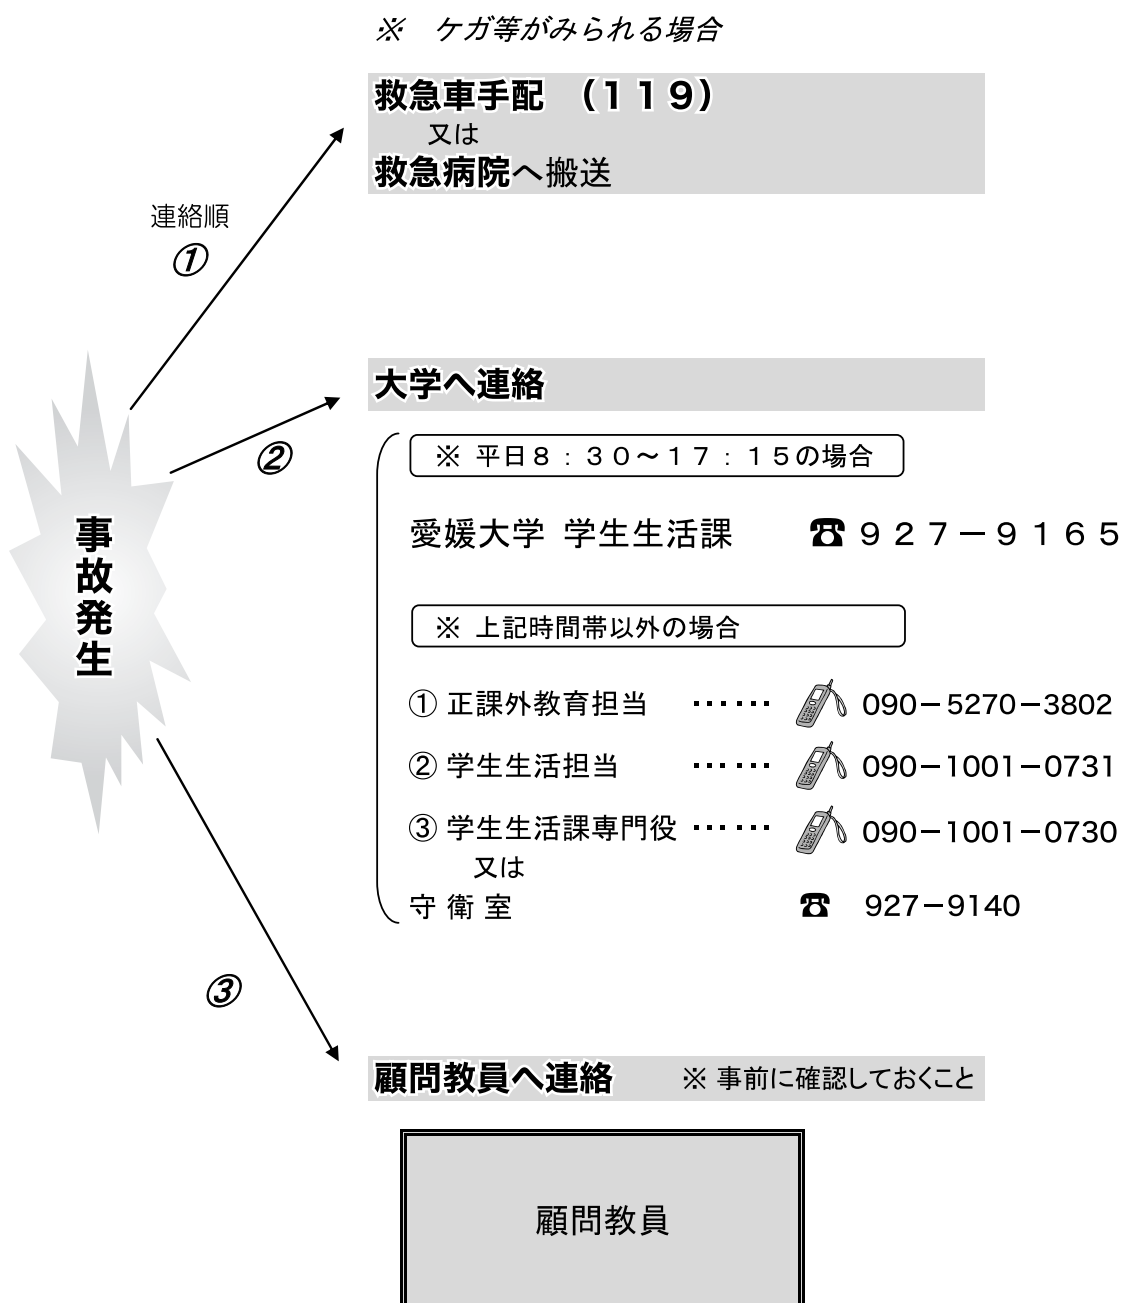 ※　ケガ等がみられる場合
救急車手配　（１１９）
又は
救急病院へ搬送
連絡順
①
大学へ連絡
②
※ 平日８：３０～１７：１５の場合
愛媛大学 学生生活課　☎９２７－９１６５
※ 上記時間帯以外の場合
事故発生
① 正課外教育担当　……　090－5270－3802
② 学生生活担当　……　090－1001－0731
③ 学生生活課専門役 ……　090－1001－0730
又は
守 衛 室　☎　927－9140
③
顧問教員へ連絡　※ 事前に確認しておくこと
顧問教員